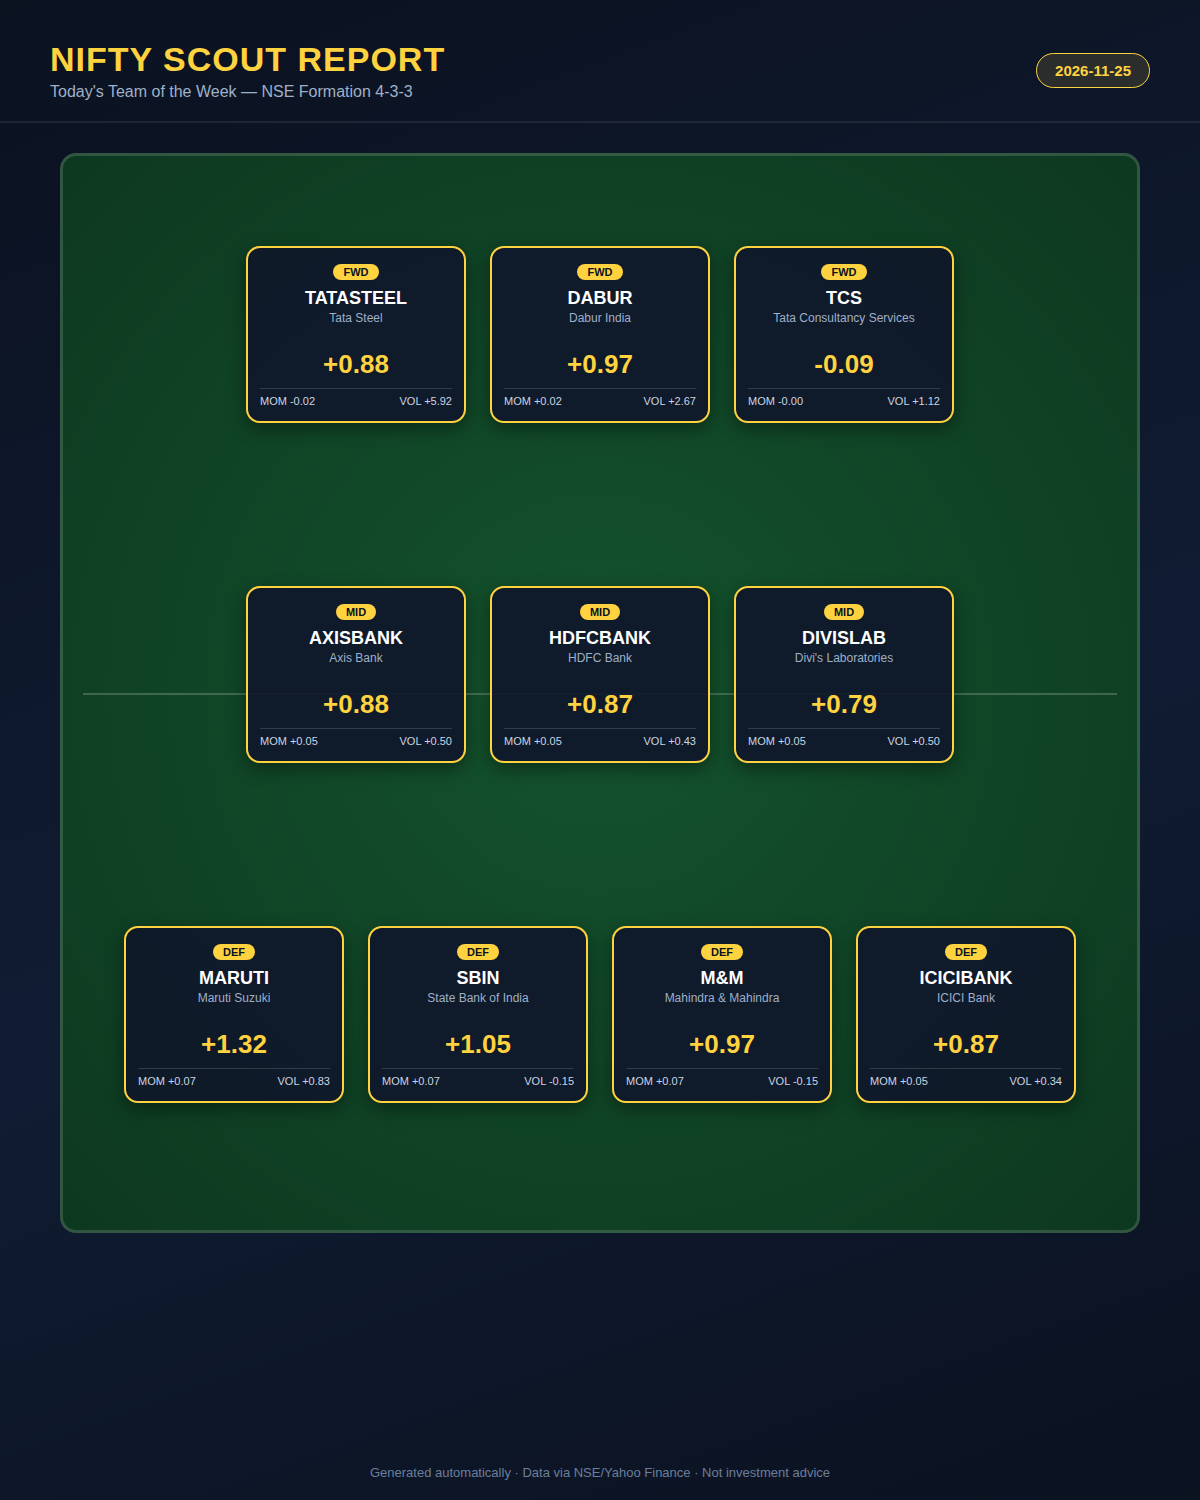 NIFTY SCOUT REPORT
Today's Team of the Week — NSE Formation 4-3-3
2026-11-25
FWD
TATASTEEL
Tata Steel
+0.88
MOM -0.02 VOL +5.92
FWD
DABUR
Dabur India
+0.97
MOM +0.02 VOL +2.67
FWD
TCS
Tata Consultancy Services
-0.09
MOM -0.00 VOL +1.12
MID
AXISBANK
Axis Bank
+0.88
MOM +0.05 VOL +0.50
MID
HDFCBANK
HDFC Bank
+0.87
MOM +0.05 VOL +0.43
MID
DIVISLAB
Divi's Laboratories
+0.79
MOM +0.05 VOL +0.50
DEF
MARUTI
Maruti Suzuki
+1.32
MOM +0.07 VOL +0.83
DEF
SBIN
State Bank of India
+1.05
MOM +0.07 VOL -0.15
DEF
M&M
Mahindra & Mahindra
+0.97
MOM +0.07 VOL -0.15
DEF
ICICIBANK
ICICI Bank
+0.87
MOM +0.05 VOL +0.34
Generated automatically · Data via NSE/Yahoo Finance · Not investment advice